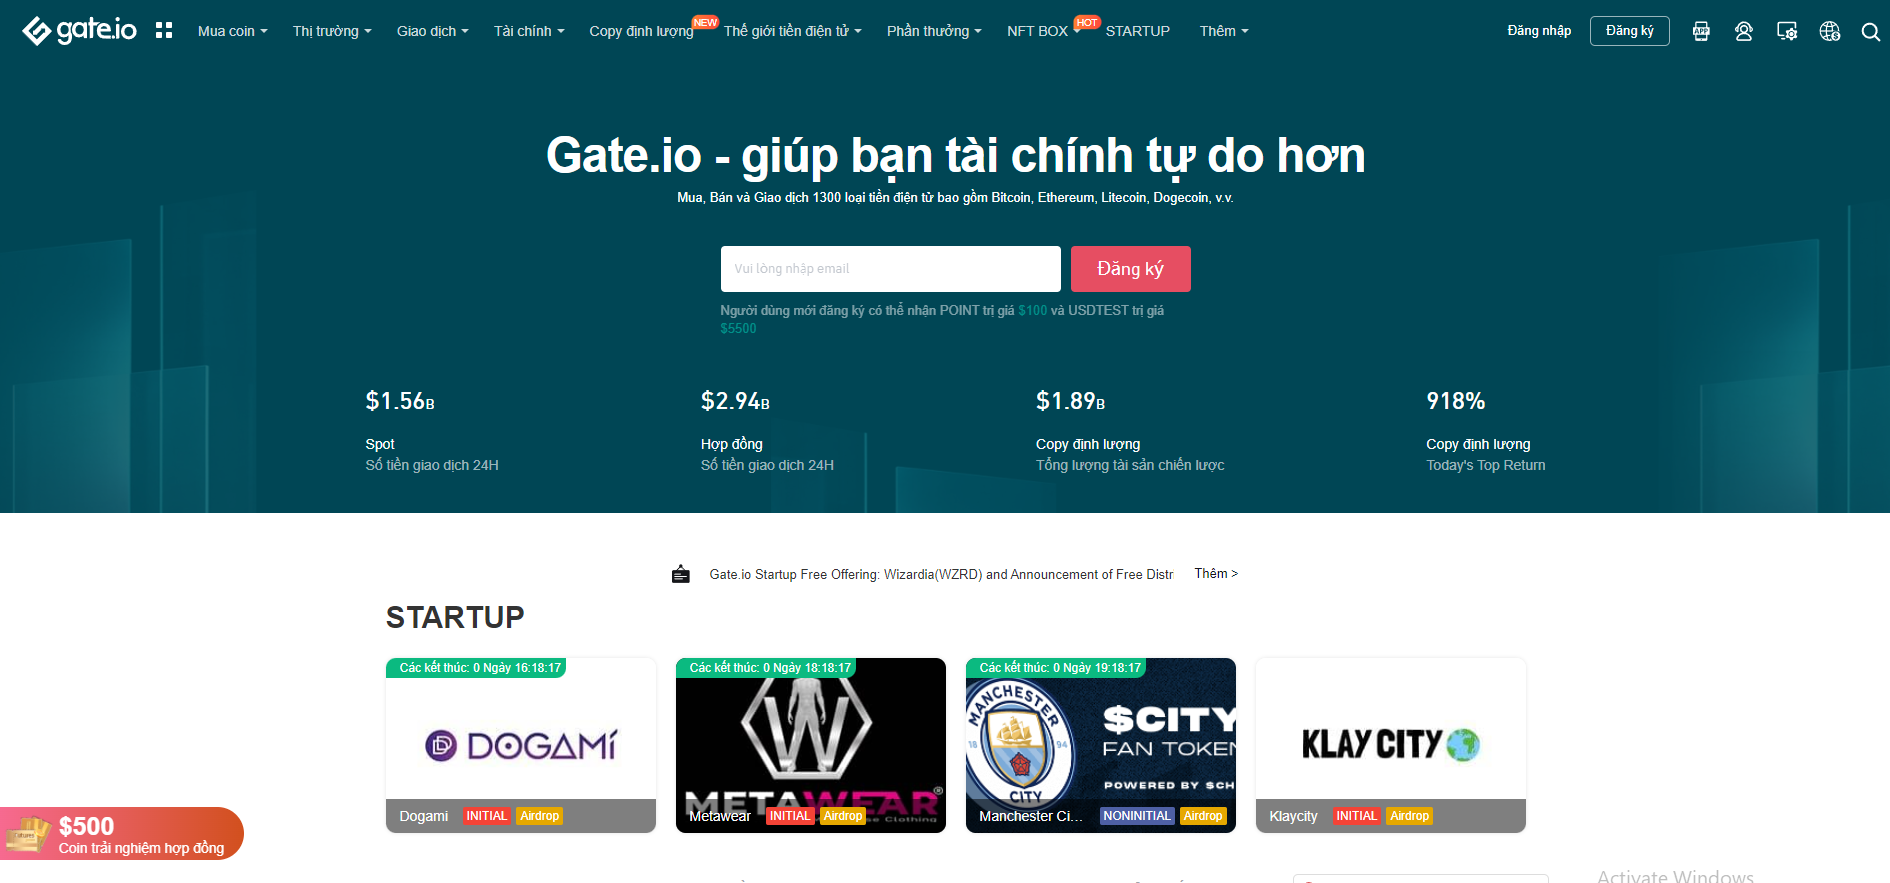 gate.io
Mua coin
Thị trường
Giao dịch
Tài chính
Copy định lượng
NEW
Thế giới tiền điện tử
Phần thưởng
NFT BOX
HOT
STARTUP
Thêm
Đăng nhập
Đăng ký
APP
Gate.io - giúp bạn tài chính tự do hơn
Mua, Bán và Giao dịch 1300 loại tiền điện tử bao gồm Bitcoin, Ethereum, Litecoin, Dogecoin, v.v.
Vui lòng nhập email
Đăng ký
Người dùng mới đăng ký có thể nhận POINT trị giá $100 và USDTEST trị giá
$5500
$1.56B
Spot
Số tiền giao dịch 24H
$2.94B
Hợp đồng
Số tiền giao dịch 24H
$1.89B
Copy định lượng
Tổng lượng tài sản chiến lược
918%
Copy định lượng
Today's Top Return
Gate.io Startup Free Offering: Wizardia(WZRD) and Announcement of Free Distr
Thêm >
STARTUP
Các kết thúc: 0 Ngày 16:18:17
DOGAMÍ
Dogami
INITIAL
Airdrop
Các kết thúc: 0 Ngày 18:18:17
METAWEAR®
se Clothing
Metawear
INITIAL
Airdrop
Các kết thúc: 0 Ngày 19:18:17
MANCHESTER
18 94
CITY
$CITY
FAN TOKEN
POWERED BY $CH
Manchester Ci...
NONINITIAL
Airdrop
KLAY CITY
Klaycity
INITIAL
Airdrop
$500
Coin trải nghiệm hợp đồng
Activate Windows